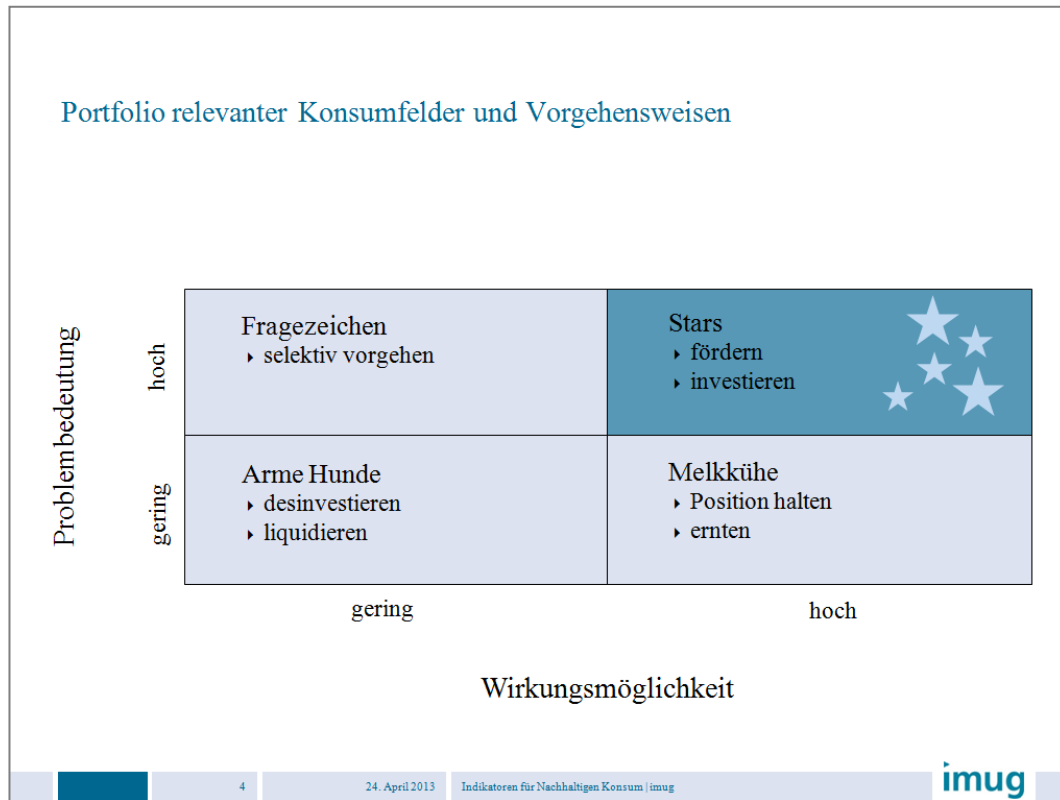 Portfolio relevanter Konsumfelder und Vorgehensweisen
Problembedeutung
hoch
gering
Fragezeichen
‣ selektiv vorgehen
Stars
‣ fördern
‣ investieren
Arme Hunde
‣ desinvestieren
‣ liquidieren
Melkkühe
‣ Position halten
‣ ernten
gering
hoch
Wirkungsmöglichkeit
4
24. April 2013
Indikatoren für Nachhaltigen Konsum | imug
imug